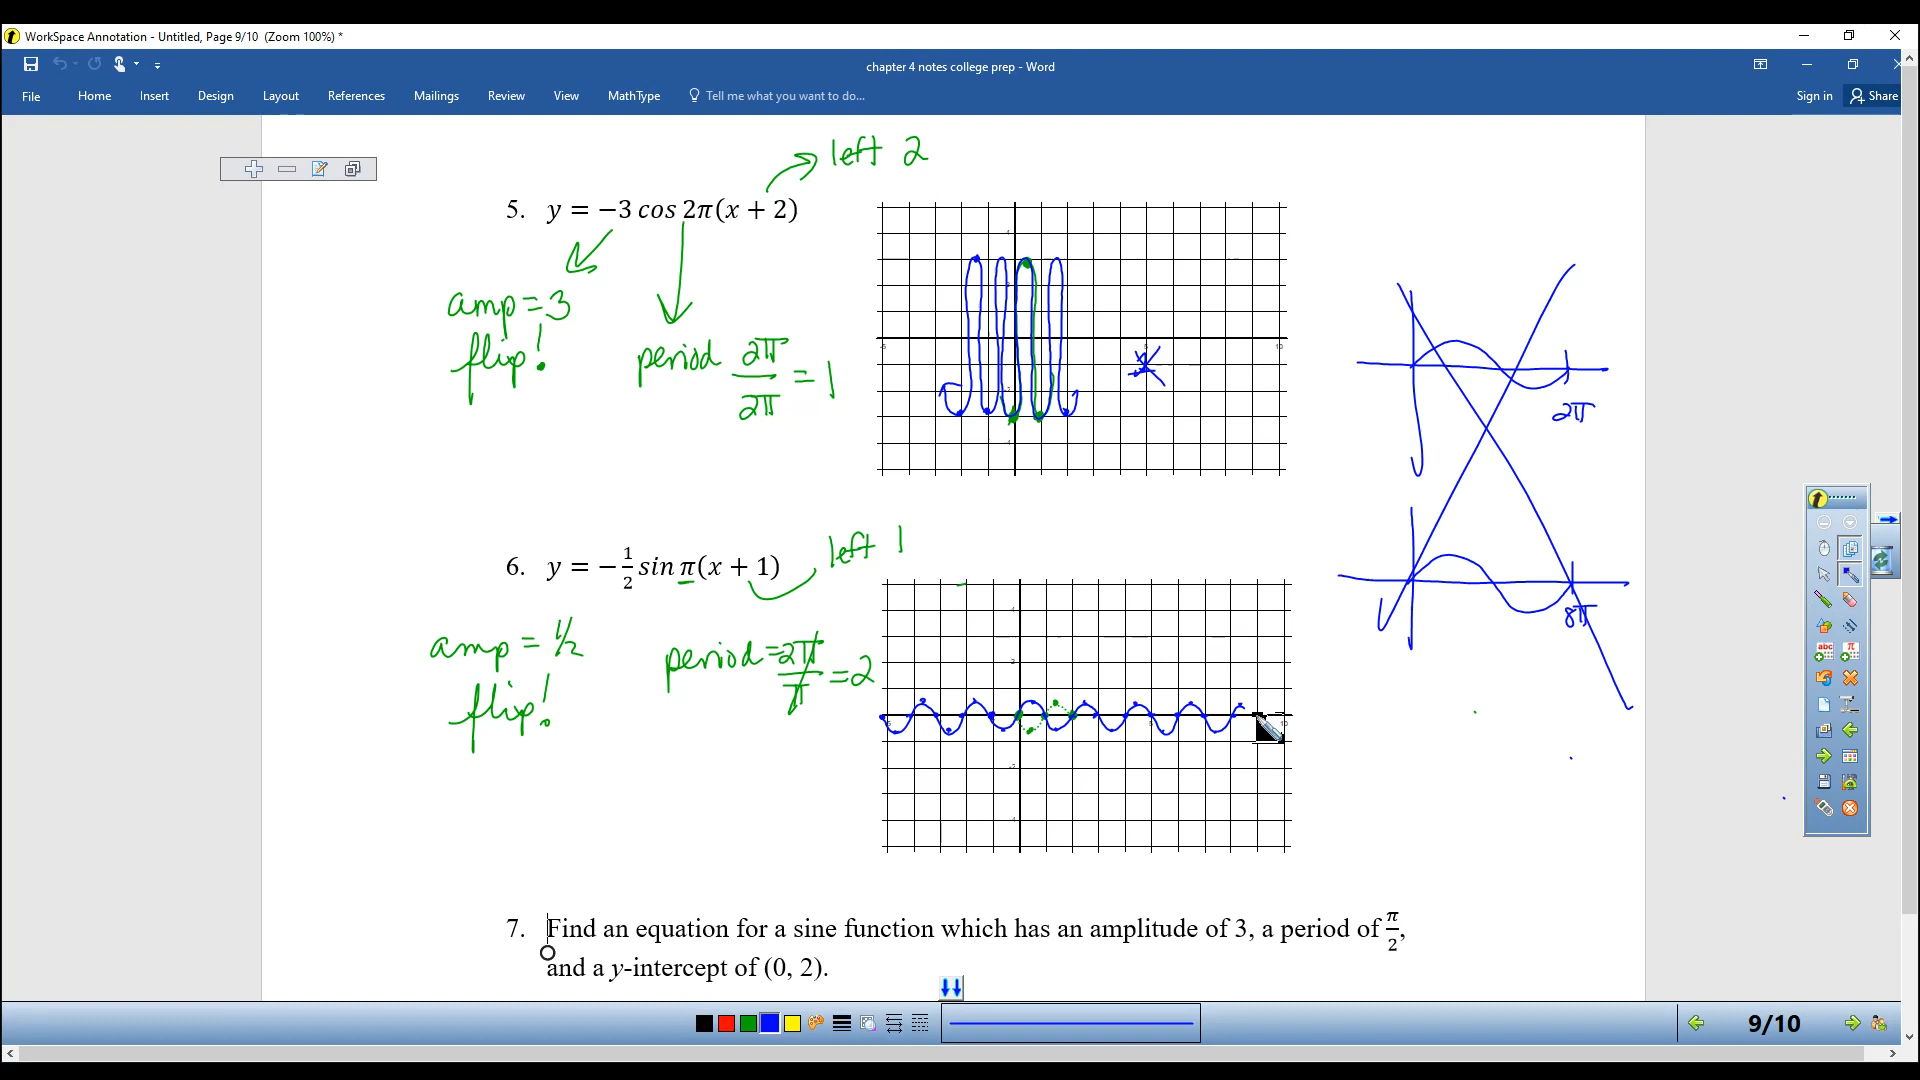 WorkSpace Annotation - Untitled, Page 9/10 (Zoom 100%) *
chapter 4 notes college prep - Word
File Home Insert Design Layout References Mailings Review View MathType Tell me what you want to do... Sign in Share
left 2
5. y = −3 cos 2π(x + 2)
amp = 3
flip!
period 2π/2π = 1
2π
left 1
6. y = −1/2 sin π(x + 1)
amp = 1/2
flip!
period = 2π/π = 2
8π
7. Find an equation for a sine function which has an amplitude of 3, a period of π/2,
and a y-intercept of (0, 2).
9/10